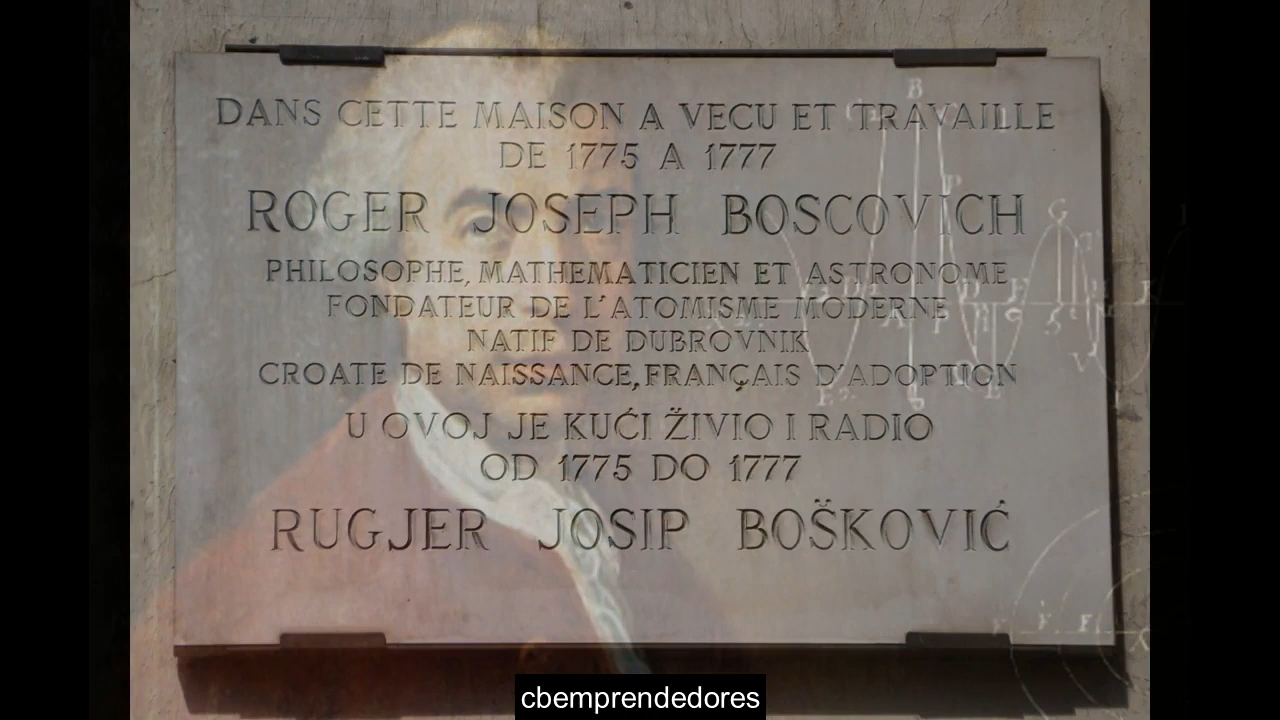 DANS CETTE MAISON A VECU ET TRAVAILLE
DE 1775 A 1777
ROGER JOSEPH BOSCOVICH
PHILOSOPHE, MATHEMATICIEN ET ASTRONOME
FONDATEUR DE L'ATOMISME MODERNE
NATIF DE DUBROVNIK
CROATE DE NAISSANCE, FRANÇAIS D'ADOPTION
U OVOJ JE KUĆI ŽIVIO I RADIO
OD 1775 DO 1777
RUGJER JOSIP BOŠKOVIĆ
cbemprendedores